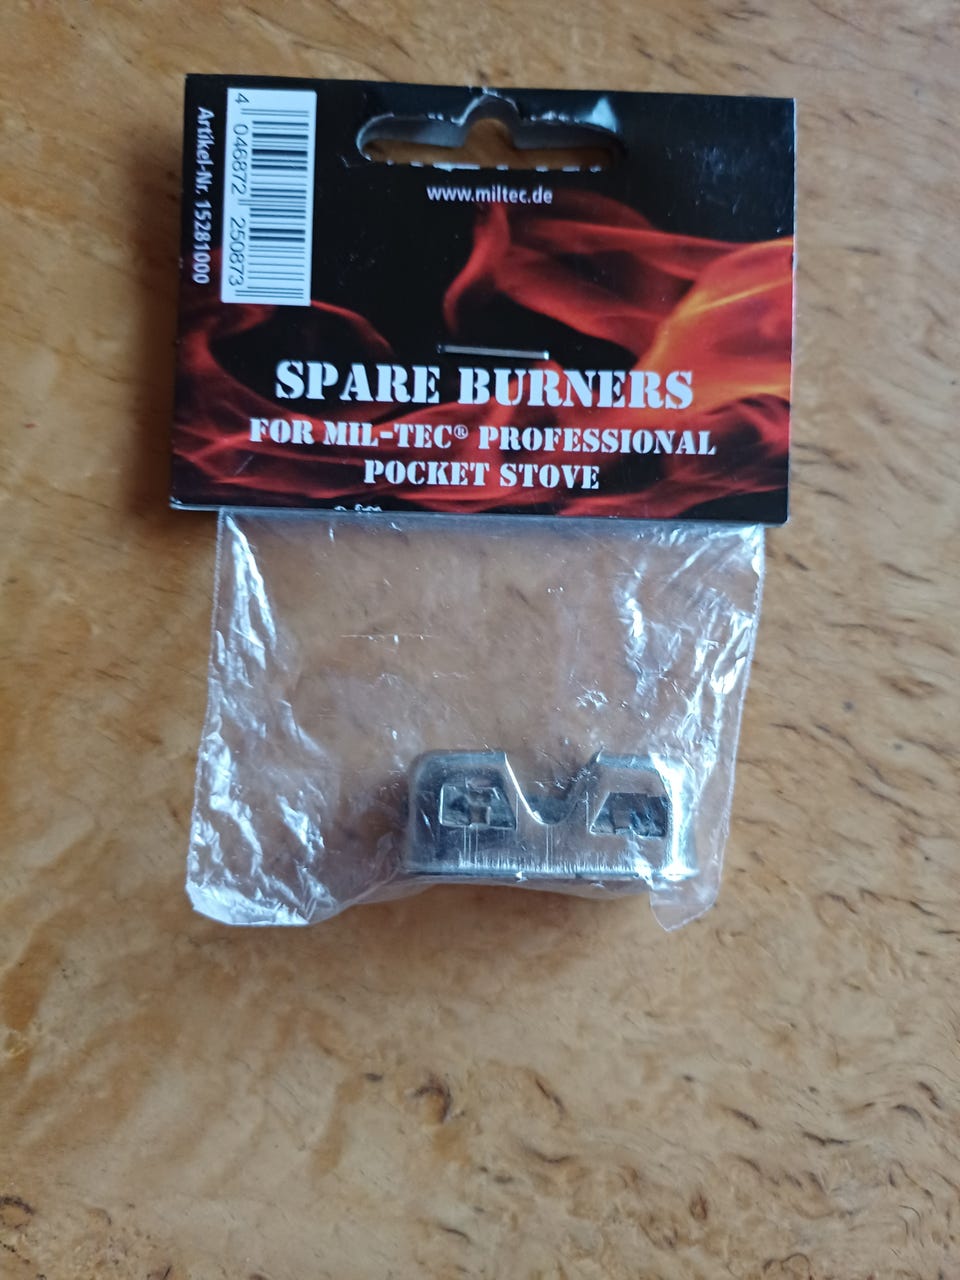 Artikel-Nr. 15281000
4 046872 250873
www.miltec.de
SPARE BURNERS
FOR MIL-TEC® PROFESSIONAL
POCKET STOVE